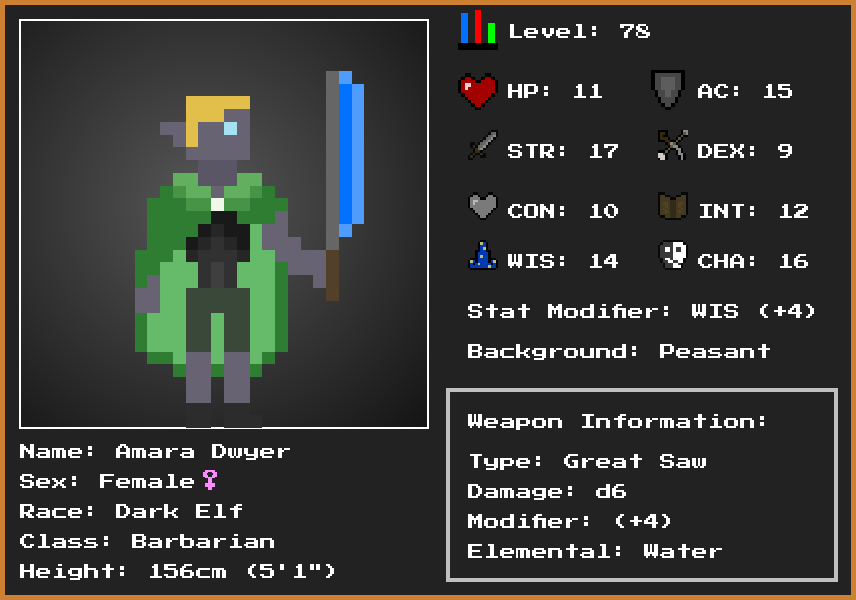 Level: 78
HP: 11
AC: 15
STR: 17
DEX: 9
CON: 10
INT: 12
WIS: 14
CHA: 16
Stat Modifier: WIS (+4)
Background: Peasant
Weapon Information:
Type: Great Saw
Damage: d6
Modifier: (+4)
Elemental: Water
Name: Amara Dwyer
Sex: Female♀
Race: Dark Elf
Class: Barbarian
Height: 156cm (5'1")